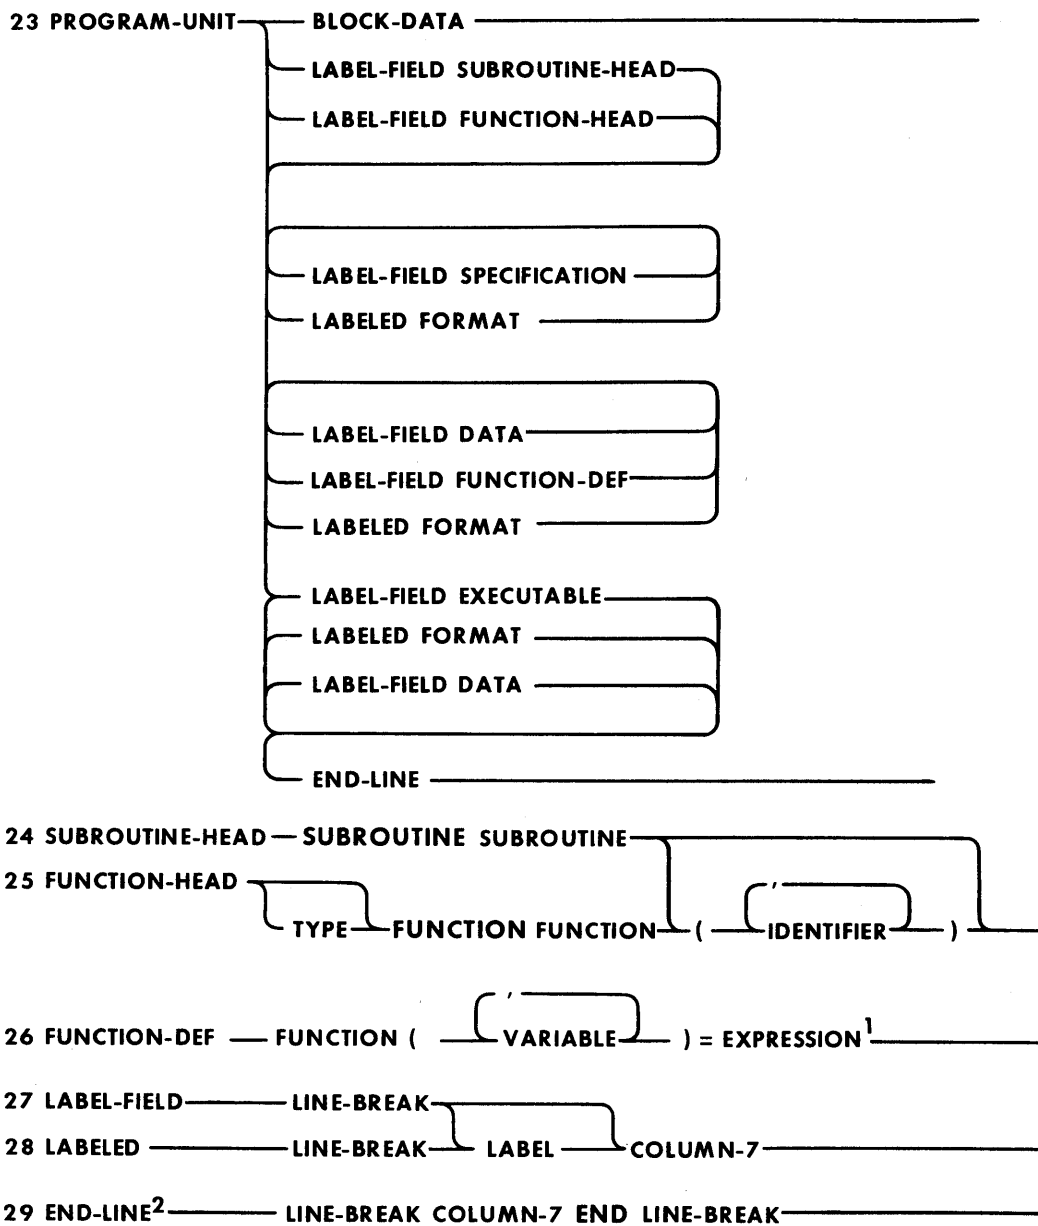 23 PROGRAM-UNIT BLOCK-DATA
LABEL-FIELD SUBROUTINE-HEAD
LABEL-FIELD FUNCTION-HEAD
LABEL-FIELD SPECIFICATION
LABELED FORMAT
LABEL-FIELD DATA
LABEL-FIELD FUNCTION-DEF
LABELED FORMAT
LABEL-FIELD EXECUTABLE
LABELED FORMAT
LABEL-FIELD DATA
END-LINE
24 SUBROUTINE-HEAD SUBROUTINE SUBROUTINE
25 FUNCTION-HEAD
,
TYPE FUNCTION FUNCTION ( IDENTIFIER )
,
26 FUNCTION-DEF FUNCTION ( VARIABLE ) = EXPRESSION1
27 LABEL-FIELD LINE-BREAK
28 LABELED LINE-BREAK LABEL COLUMN-7
29 END-LINE2 LINE-BREAK COLUMN-7 END LINE-BREAK